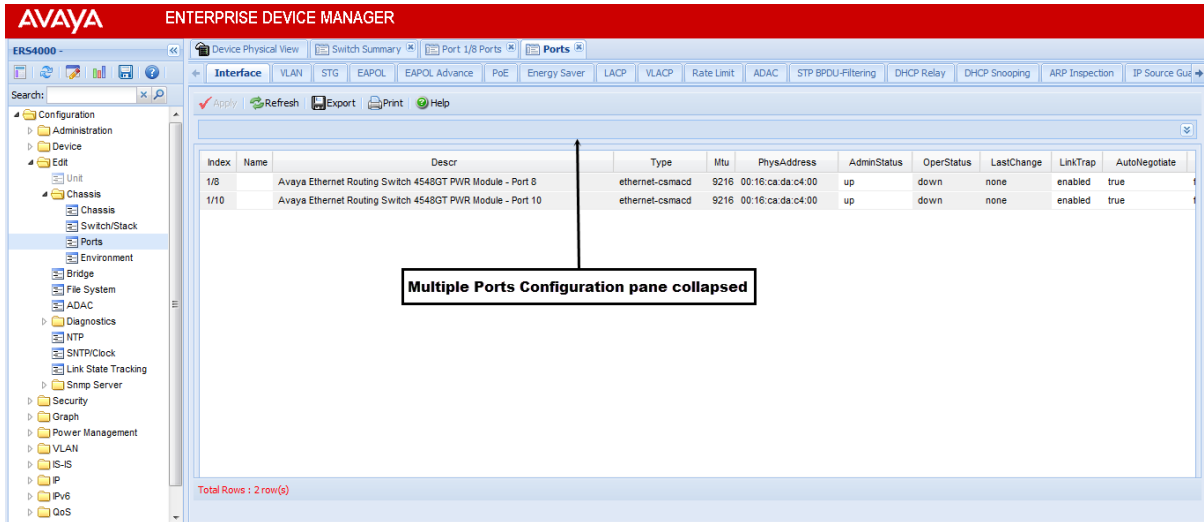 AVAYA
ENTERPRISE DEVICE MANAGER
ERS4000 -
Device Physical View
Switch Summary
Port 1/8 Ports
Ports
Interface
VLAN
STG
EAPOL
EAPOL Advance
PoE
Energy Saver
LACP
VLACP
Rate Limit
ADAC
STP BPDU-Filtering
DHCP Relay
DHCP Snooping
ARP Inspection
IP Source Gua
Search:
Apply
Refresh
Export
Print
Help
Configuration
Administration
Device
Edit
Unit
Chassis
Chassis
Switch/Stack
Ports
Environment
Bridge
File System
ADAC
Diagnostics
NTP
SNTP/Clock
Link State Tracking
Snmp Server
Security
Graph
Power Management
VLAN
IS-IS
IP
IPv6
QoS
Index Name Descr Type Mtu PhysAddress AdminStatus OperStatus LastChange LinkTrap AutoNegotiate
1/8 Avaya Ethernet Routing Switch 4548GT PWR Module - Port 8 ethernet-csmacd 9216 00:16:ca:da:c4:00 up down none enabled true
1/10 Avaya Ethernet Routing Switch 4548GT PWR Module - Port 10 ethernet-csmacd 9216 00:16:ca:da:c4:00 up down none enabled true
Multiple Ports Configuration pane collapsed
Total Rows : 2 row(s)